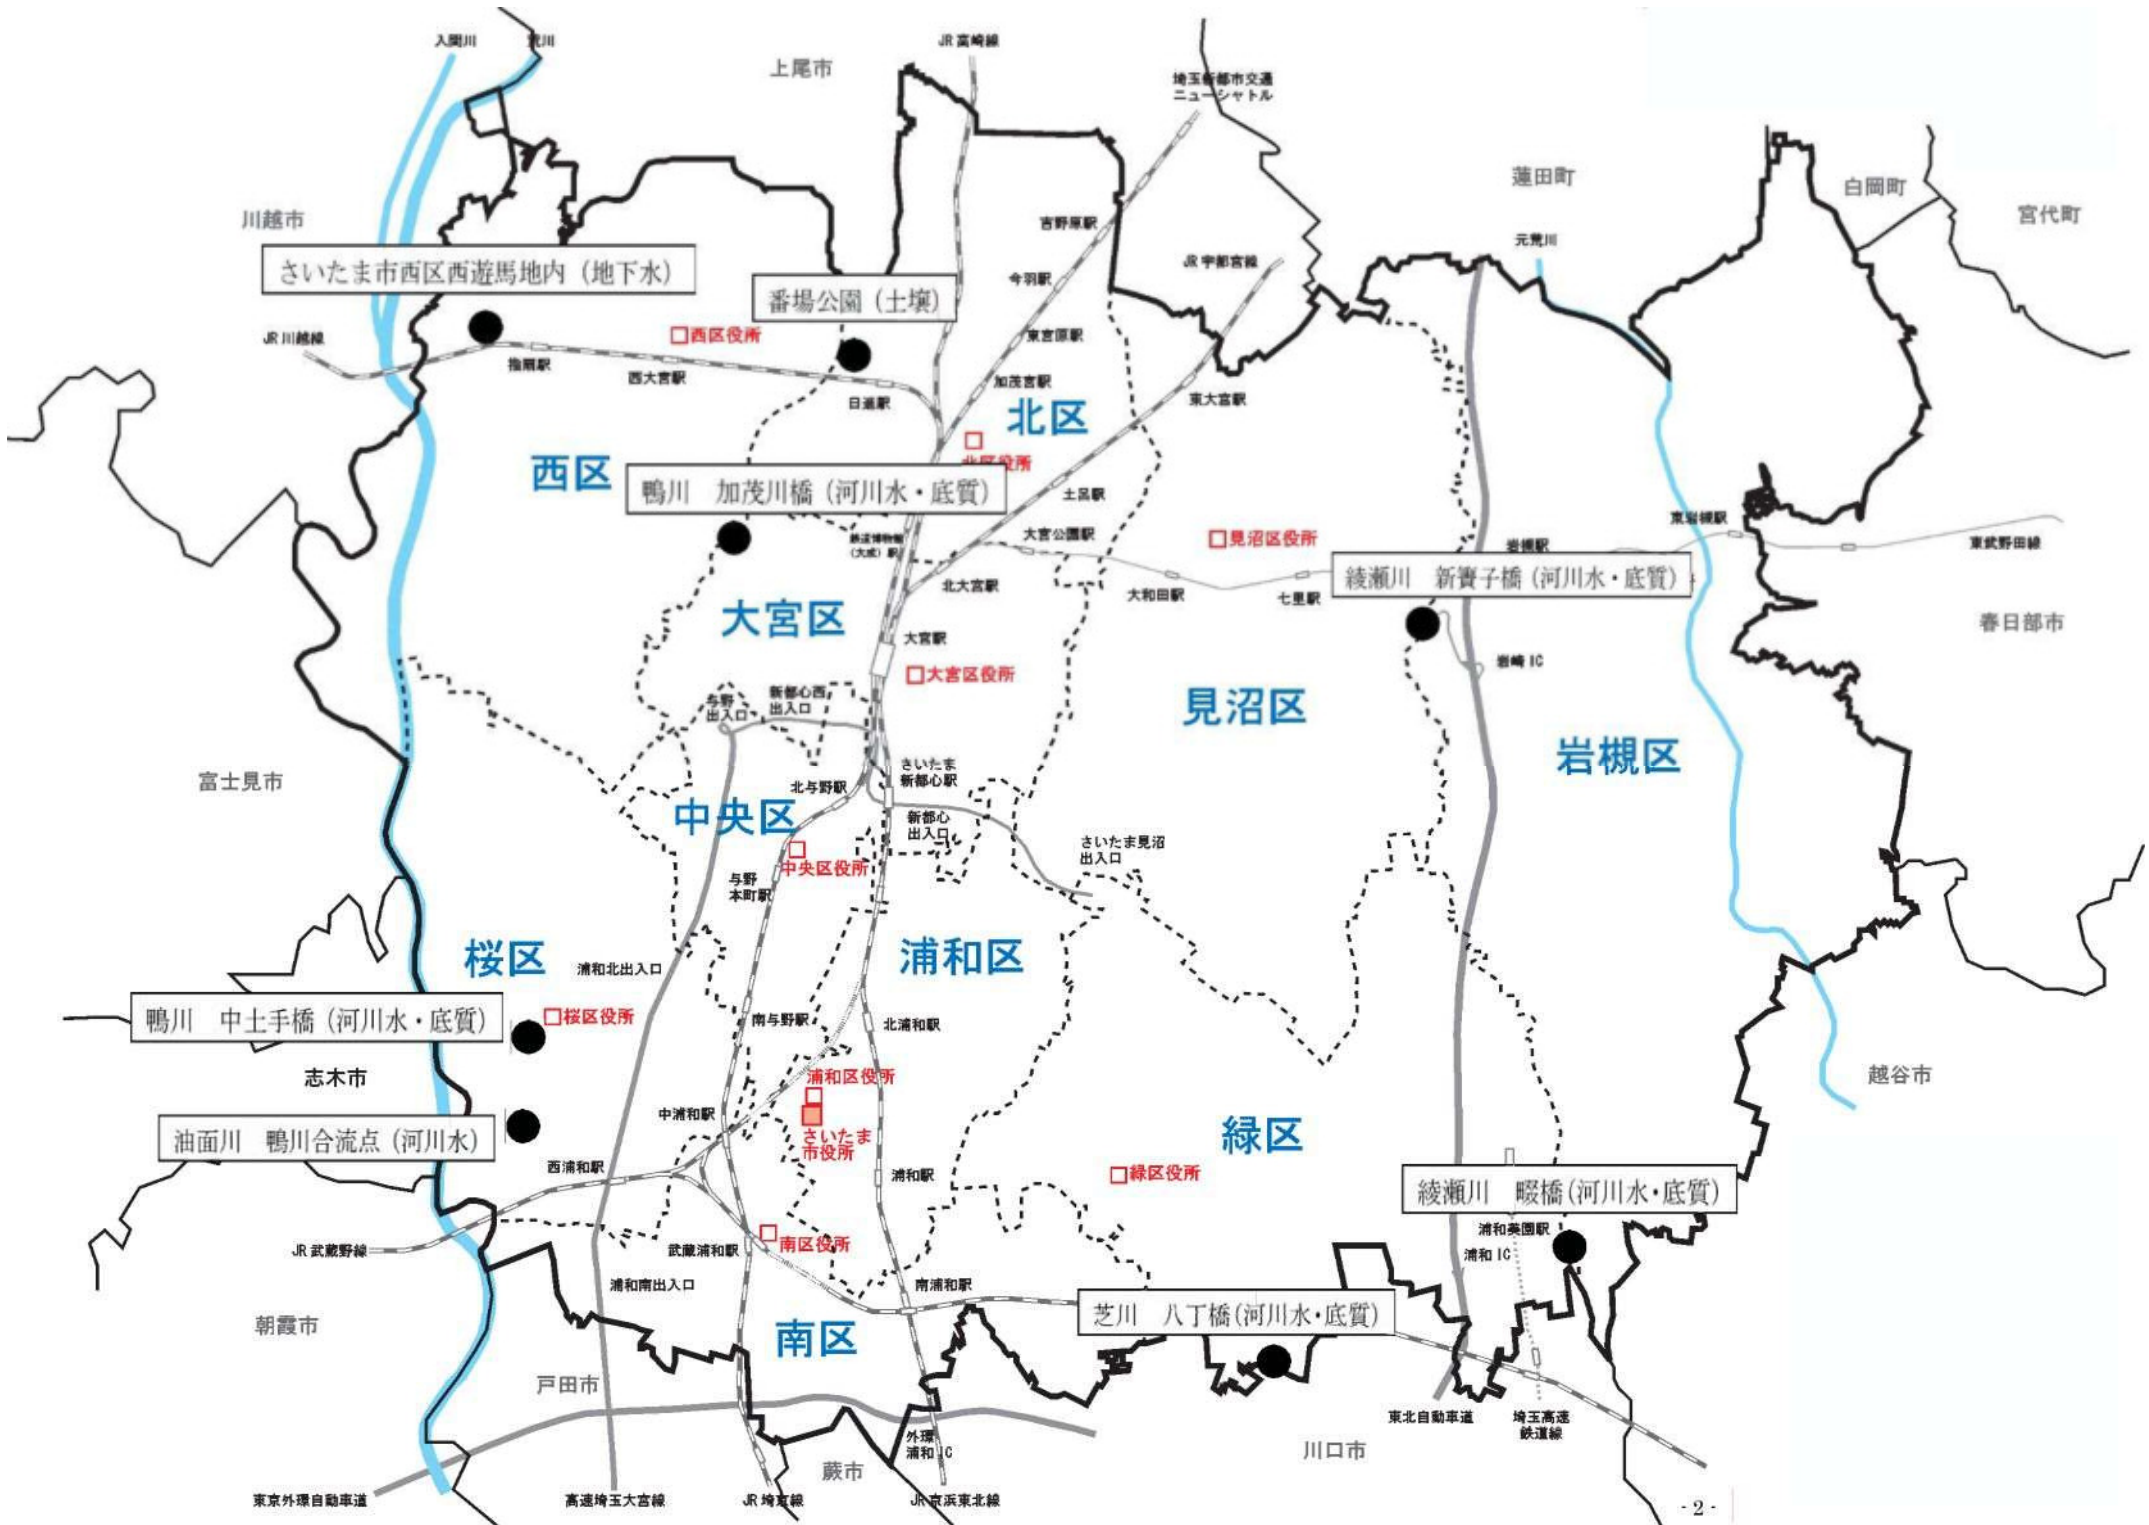 入間川
荒川
JR高崎線
上尾市
埼玉新都市交通
ニューシャトル
蓮田町
白岡町
宮代町
川越市
吉野原駅
元荒川
さいたま市西区西遊馬地内（地下水）
JR宇都宮線
今羽駅
番場公園（土壌）
JR川越線
西区役所
東宮原駅
指扇駅
西大宮駅
加茂宮駅
日進駅
東大宮駅
北区
北区役所
西区
鴨川　加茂川橋（河川水・底質）
土呂駅
東岩槻駅
鉄道博物館
（大成）駅
大宮公園駅
見沼区役所
岩槻駅
東武野田線
綾瀬川　新簀子橋（河川水・底質）
北大宮駅
大和田駅
七里駅
大宮区
春日部市
大宮駅
岩崎IC
大宮区役所
新都心西
出入口
与野
出入口
見沼区
岩槻区
さいたま
新都心駅
富士見市
北与野駅
中央区
新都心
出入口
さいたま見沼
出入口
中央区役所
与野
本町駅
桜区
浦和北出入口
浦和区
鴨川　中土手橋（河川水・底質）
桜区役所
南与野駅
北浦和駅
志木市
浦和区役所
越谷市
中浦和駅
さいたま
市役所
油面川　鴨川合流点（河川水）
緑区
西浦和駅
浦和駅
緑区役所
綾瀬川　畷橋（河川水・底質）
浦和美園駅
JR武蔵野線
武蔵浦和駅
南区役所
浦和IC
浦和南出入口
南浦和駅
芝川　八丁橋（河川水・底質）
朝霞市
南区
戸田市
東北自動車道
埼玉高速
鉄道線
外環
浦和IC
川口市
蕨市
東京外環自動車道
高速埼玉大宮線
JR埼京線
JR京浜東北線
- 2 -